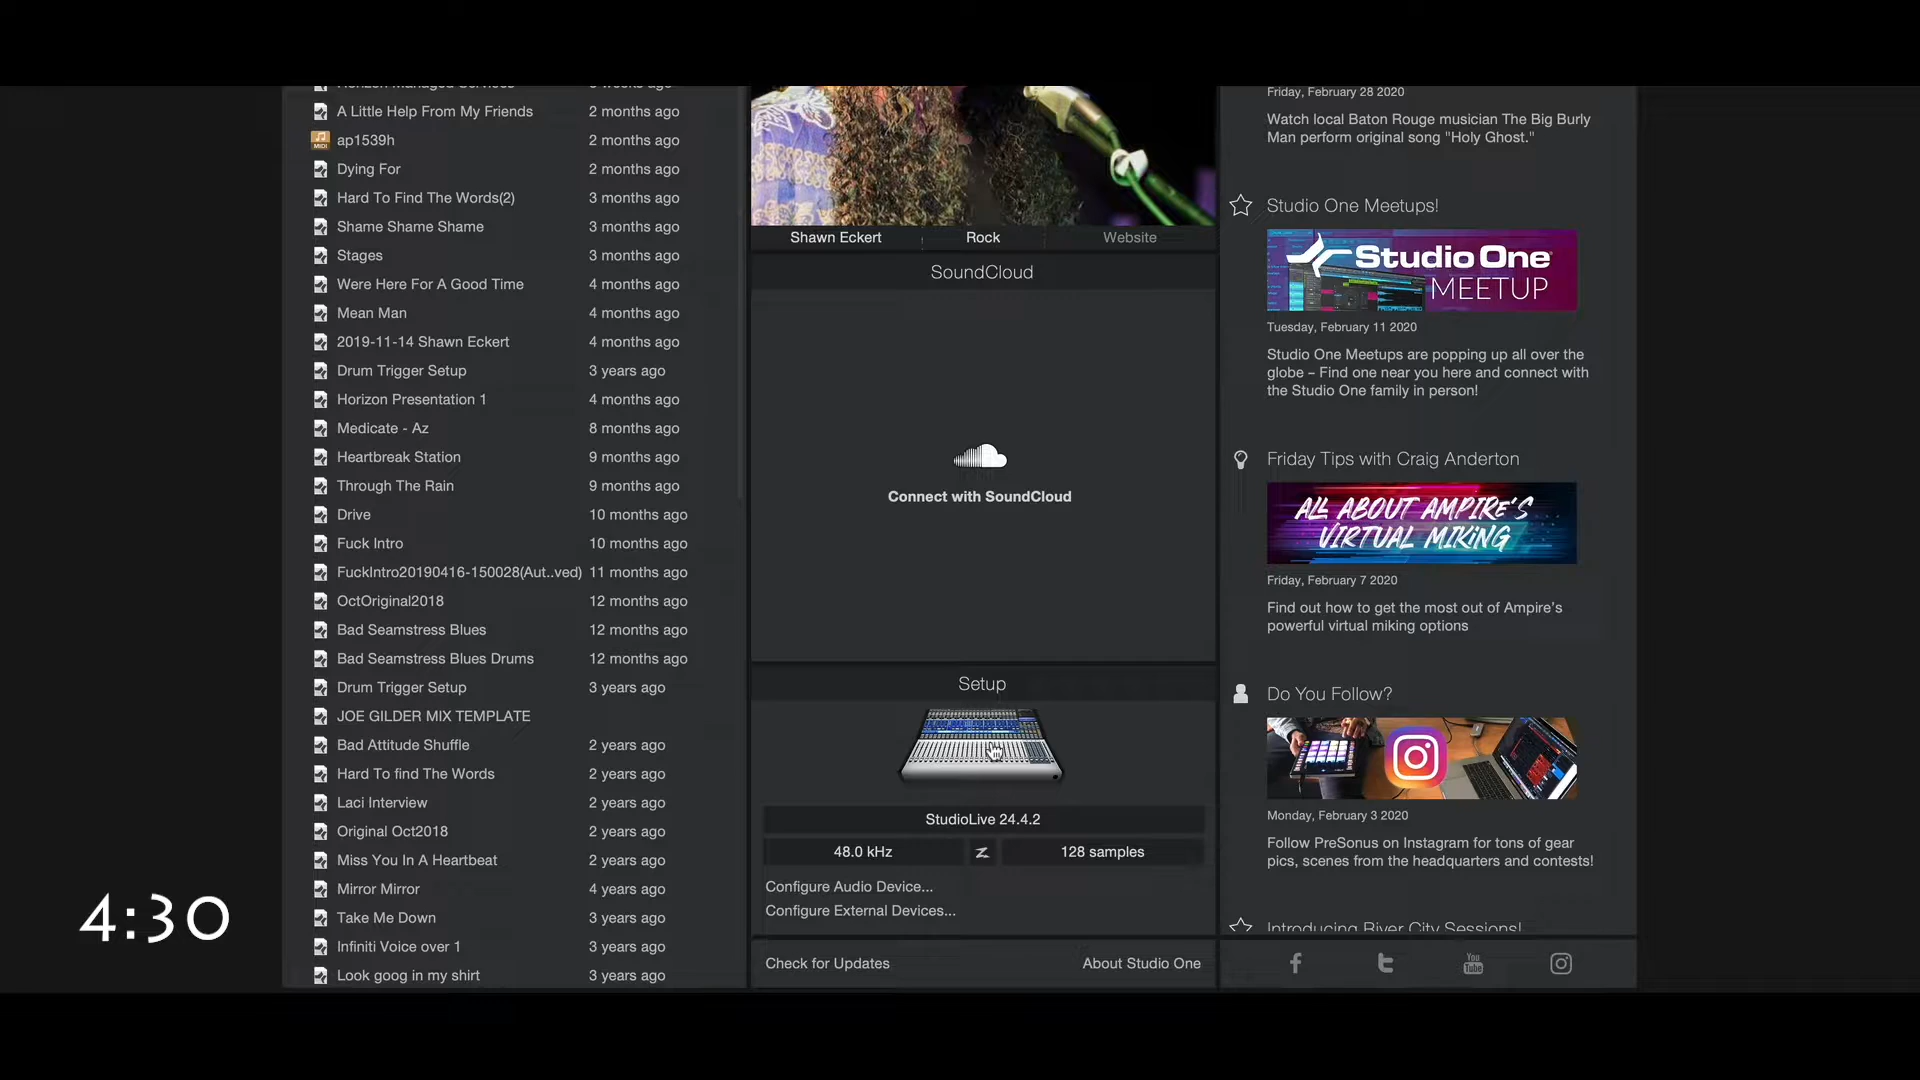 Horizon Managed Services 3 weeks ago
A Little Help From My Friends 2 months ago
MIDI ap1539h 2 months ago
Dying For 2 months ago
Hard To Find The Words(2) 3 months ago
Shame Shame Shame 3 months ago
Stages 3 months ago
Were Here For A Good Time 4 months ago
Mean Man 4 months ago
2019-11-14 Shawn Eckert 4 months ago
Drum Trigger Setup 3 years ago
Horizon Presentation 1 4 months ago
Medicate - Az 8 months ago
Heartbreak Station 9 months ago
Through The Rain 9 months ago
Drive 10 months ago
Fuck Intro 10 months ago
FuckIntro20190416-150028(Aut..ved) 11 months ago
OctOriginal2018 12 months ago
Bad Seamstress Blues 12 months ago
Bad Seamstress Blues Drums 12 months ago
Drum Trigger Setup 3 years ago
JOE GILDER MIX TEMPLATE
Bad Attitude Shuffle 2 years ago
Hard To find The Words 2 years ago
Laci Interview 2 years ago
Original Oct2018 2 years ago
Miss You In A Heartbeat 2 years ago
Mirror Mirror 4 years ago
Take Me Down 3 years ago
Infiniti Voice over 1 3 years ago
Look goog in my shirt 3 years ago
4:30
Shawn Eckert Rock Website
SoundCloud
Connect with SoundCloud
Setup
StudioLive 24.4.2
48.0 kHz 128 samples
Configure Audio Device...
Configure External Devices...
Check for Updates About Studio One
Friday, February 28 2020
Watch local Baton Rouge musician The Big Burly
Man perform original song "Holy Ghost."
Studio One Meetups!
Studio One
MEETUP
Tuesday, February 11 2020
Studio One Meetups are popping up all over the
globe – Find one near you here and connect with
the Studio One family in person!
Friday Tips with Craig Anderton
ALL ABOUT AMPIRE'S
VIRTUAL MIKING
Friday, February 7 2020
Find out how to get the most out of Ampire's
powerful virtual miking options
Do You Follow?
Monday, February 3 2020
Follow PreSonus on Instagram for tons of gear
pics, scenes from the headquarters and contests!
Introducing River City Sessions!
You
Tube